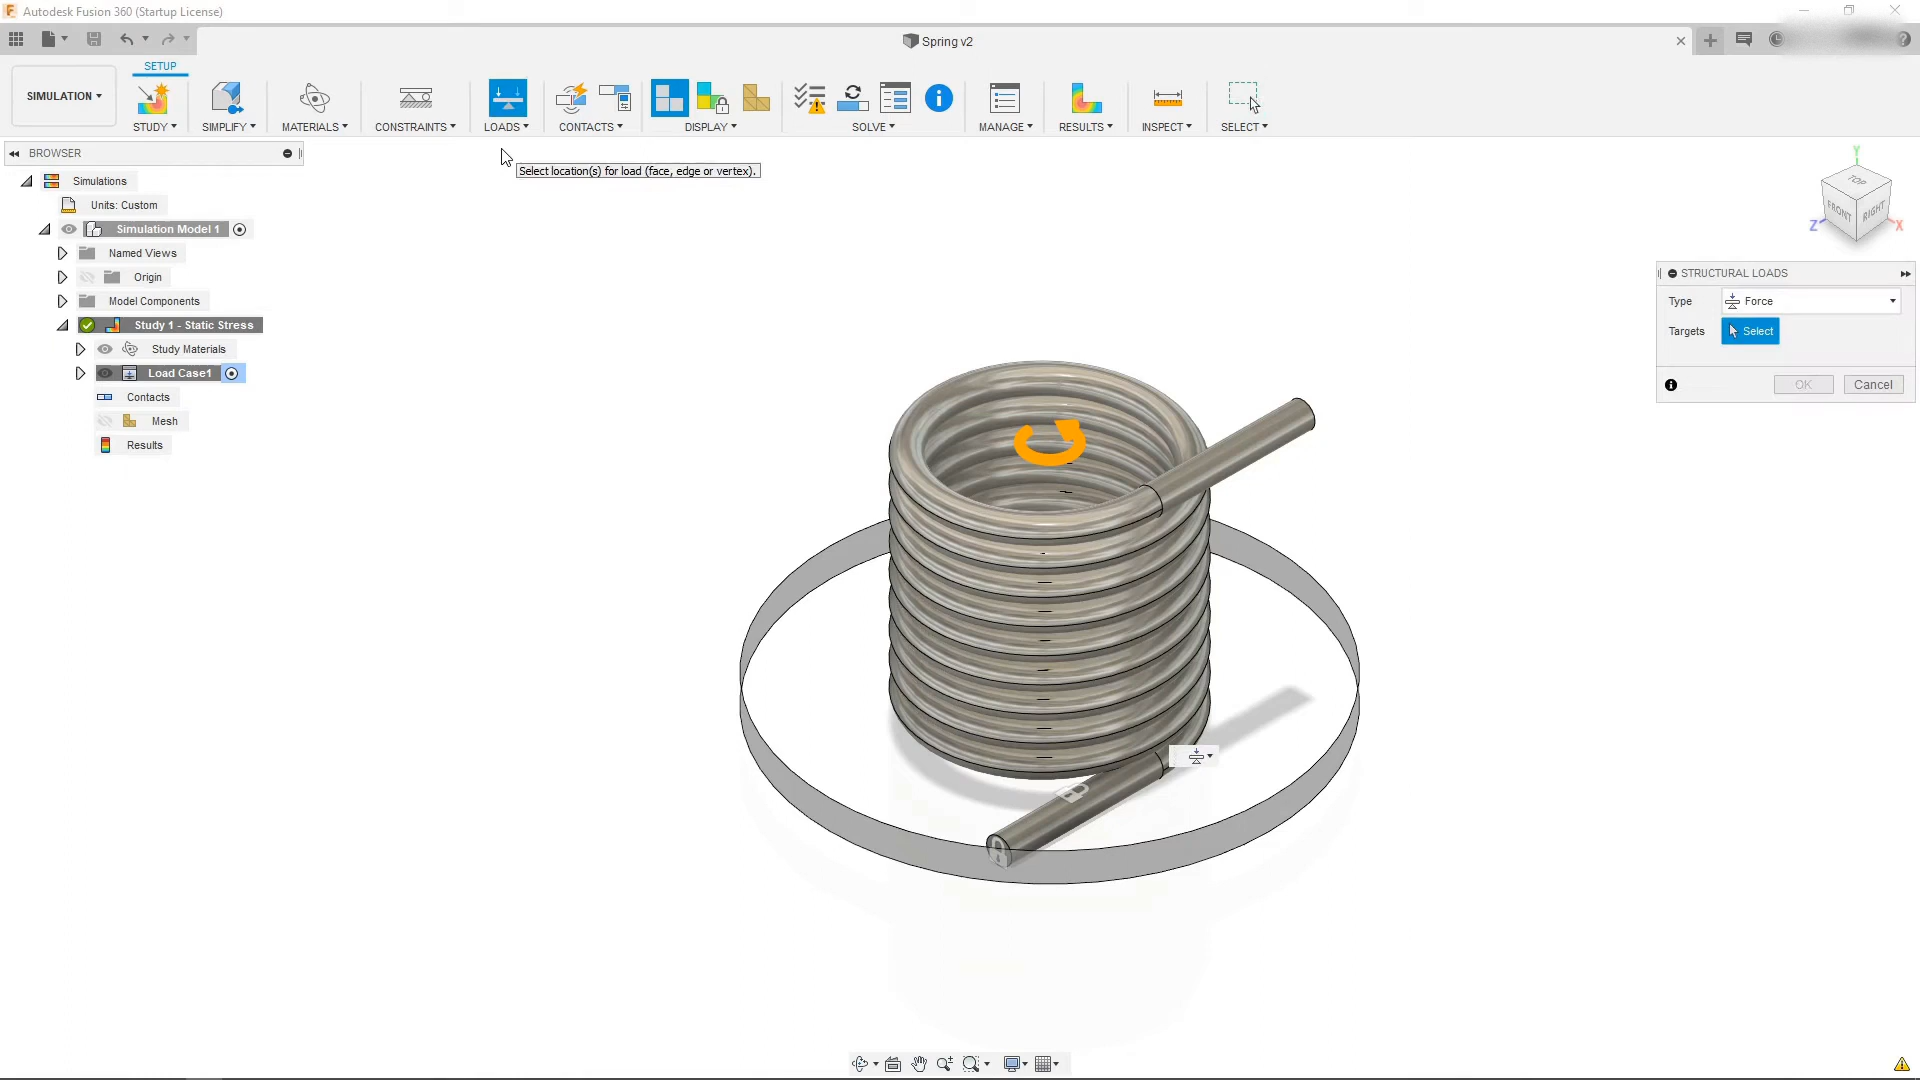 Autodesk Fusion 360 (Startup License)
Spring v2
SETUP
SIMULATION
STUDY
SIMPLIFY
MATERIALS
CONSTRAINTS
LOADS
CONTACTS
DISPLAY
SOLVE
MANAGE
RESULTS
INSPECT
SELECT
BROWSER
Select location(s) for load (face, edge or vertex).
Simulations
Units: Custom
Simulation Model 1
Named Views
Origin
Model Components
Study 1 - Static Stress
Study Materials
Load Case1
Contacts
Mesh
Results
Y
TOP
FRONT
RIGHT
Z
X
STRUCTURAL LOADS
Type
Force
Targets
Select
OK
Cancel